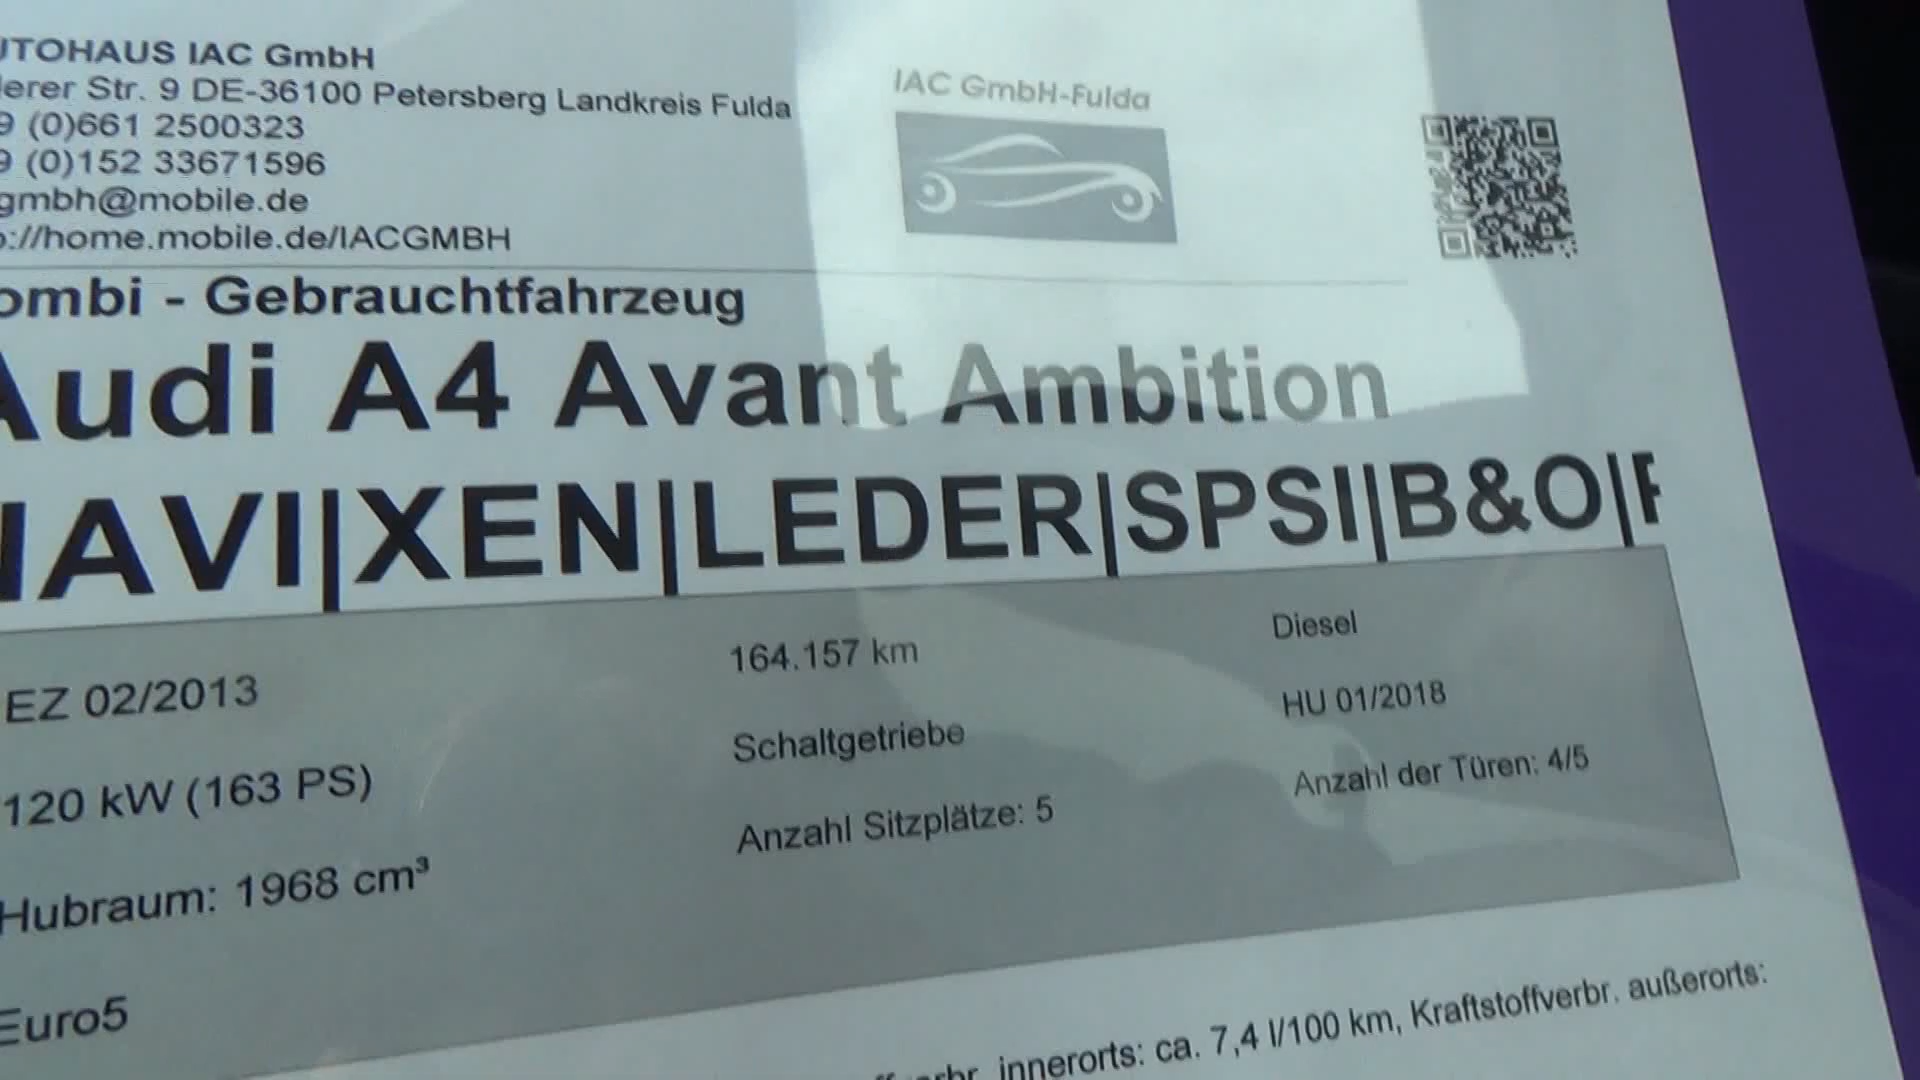 UTOHAUS IAC GmbH
erer Str. 9 DE-36100 Petersberg Landkreis Fulda
9 (0)661 2500323
9 (0)152 33671596
gmbh@mobile.de
://home.mobile.de/IACGMBH
IAC GmbH-Fulda
ombi - Gebrauchtfahrzeug
Audi A4 Avant Ambition
NAVI|XEN|LEDER|SPSI||B&O|F
EZ 02/2013
164.157 km
Diesel
120 kW (163 PS)
Schaltgetriebe
HU 01/2018
Hubraum: 1968 cm³
Anzahl Sitzplätze: 5
Anzahl der Türen: 4/5
Euro5
innerorts: ca. 7,4 l/100 km, Kraftstoffverbr. außerorts: